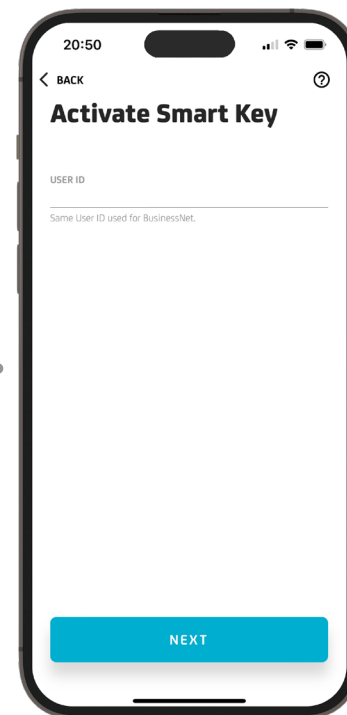 20:50
BACK
Activate Smart Key
USER ID
Same User ID used for BusinessNet.
NEXT